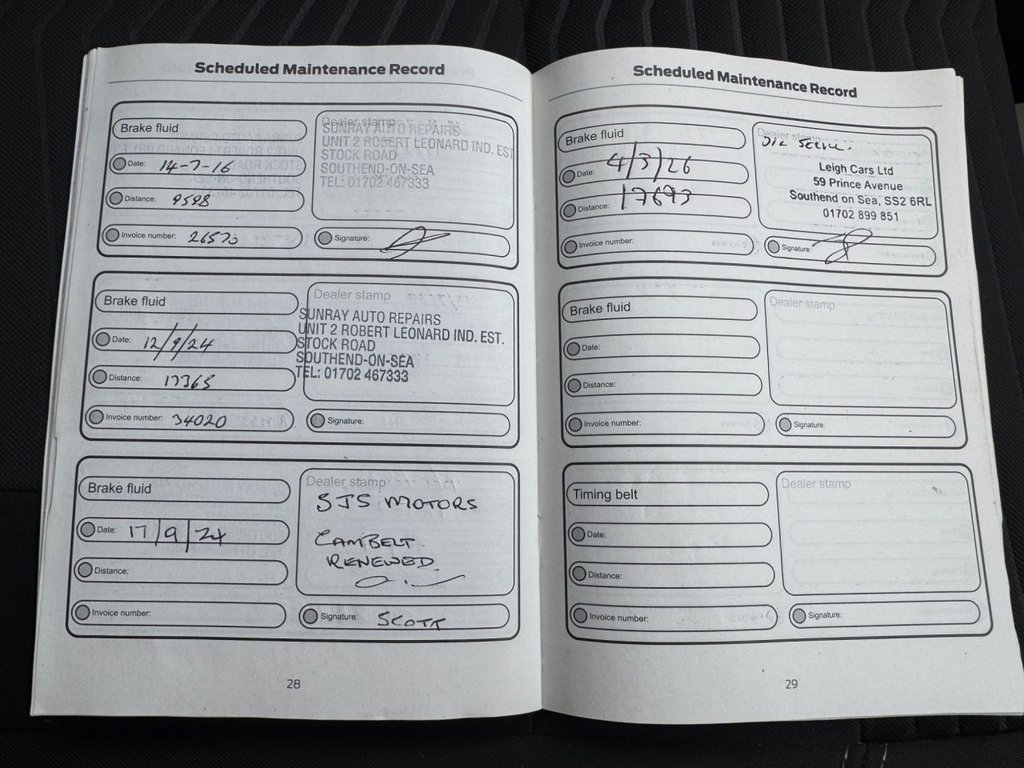 Scheduled Maintenance Record
Brake fluid
Date: 14-7-16
Distance: 9598
Invoice number: 26573
Dealer stamp
SUNRAY AUTO REPAIRS
UNIT 2 ROBERT LEONARD IND. EST
STOCK ROAD
SOUTHEND-ON-SEA
TEL: 01702 467333
Signature:
Brake fluid
Date: 12/9/24
Distance: 17365
Invoice number: 34020
Dealer stamp
SUNRAY AUTO REPAIRS
UNIT 2 ROBERT LEONARD IND. EST.
STOCK ROAD
SOUTHEND-ON-SEA
TEL: 01702 467333
Signature:
Brake fluid
Date: 17/9/24
Distance:
Invoice number:
Dealer stamp
SJS MOTORS
CAMBELT
RENEWED
Signature: SCOTT
28
Scheduled Maintenance Record
Brake fluid
Date: 4/3/26
Distance: 17693
Invoice number:
Dealer stamp
Leigh Cars Ltd
59 Prince Avenue
Southend on Sea, SS2 6RL
01702 899 851
Signature:
Brake fluid
Date:
Distance:
Invoice number:
Dealer stamp
Signature:
Timing belt
Date:
Distance:
Invoice number:
Dealer stamp
Signature:
29